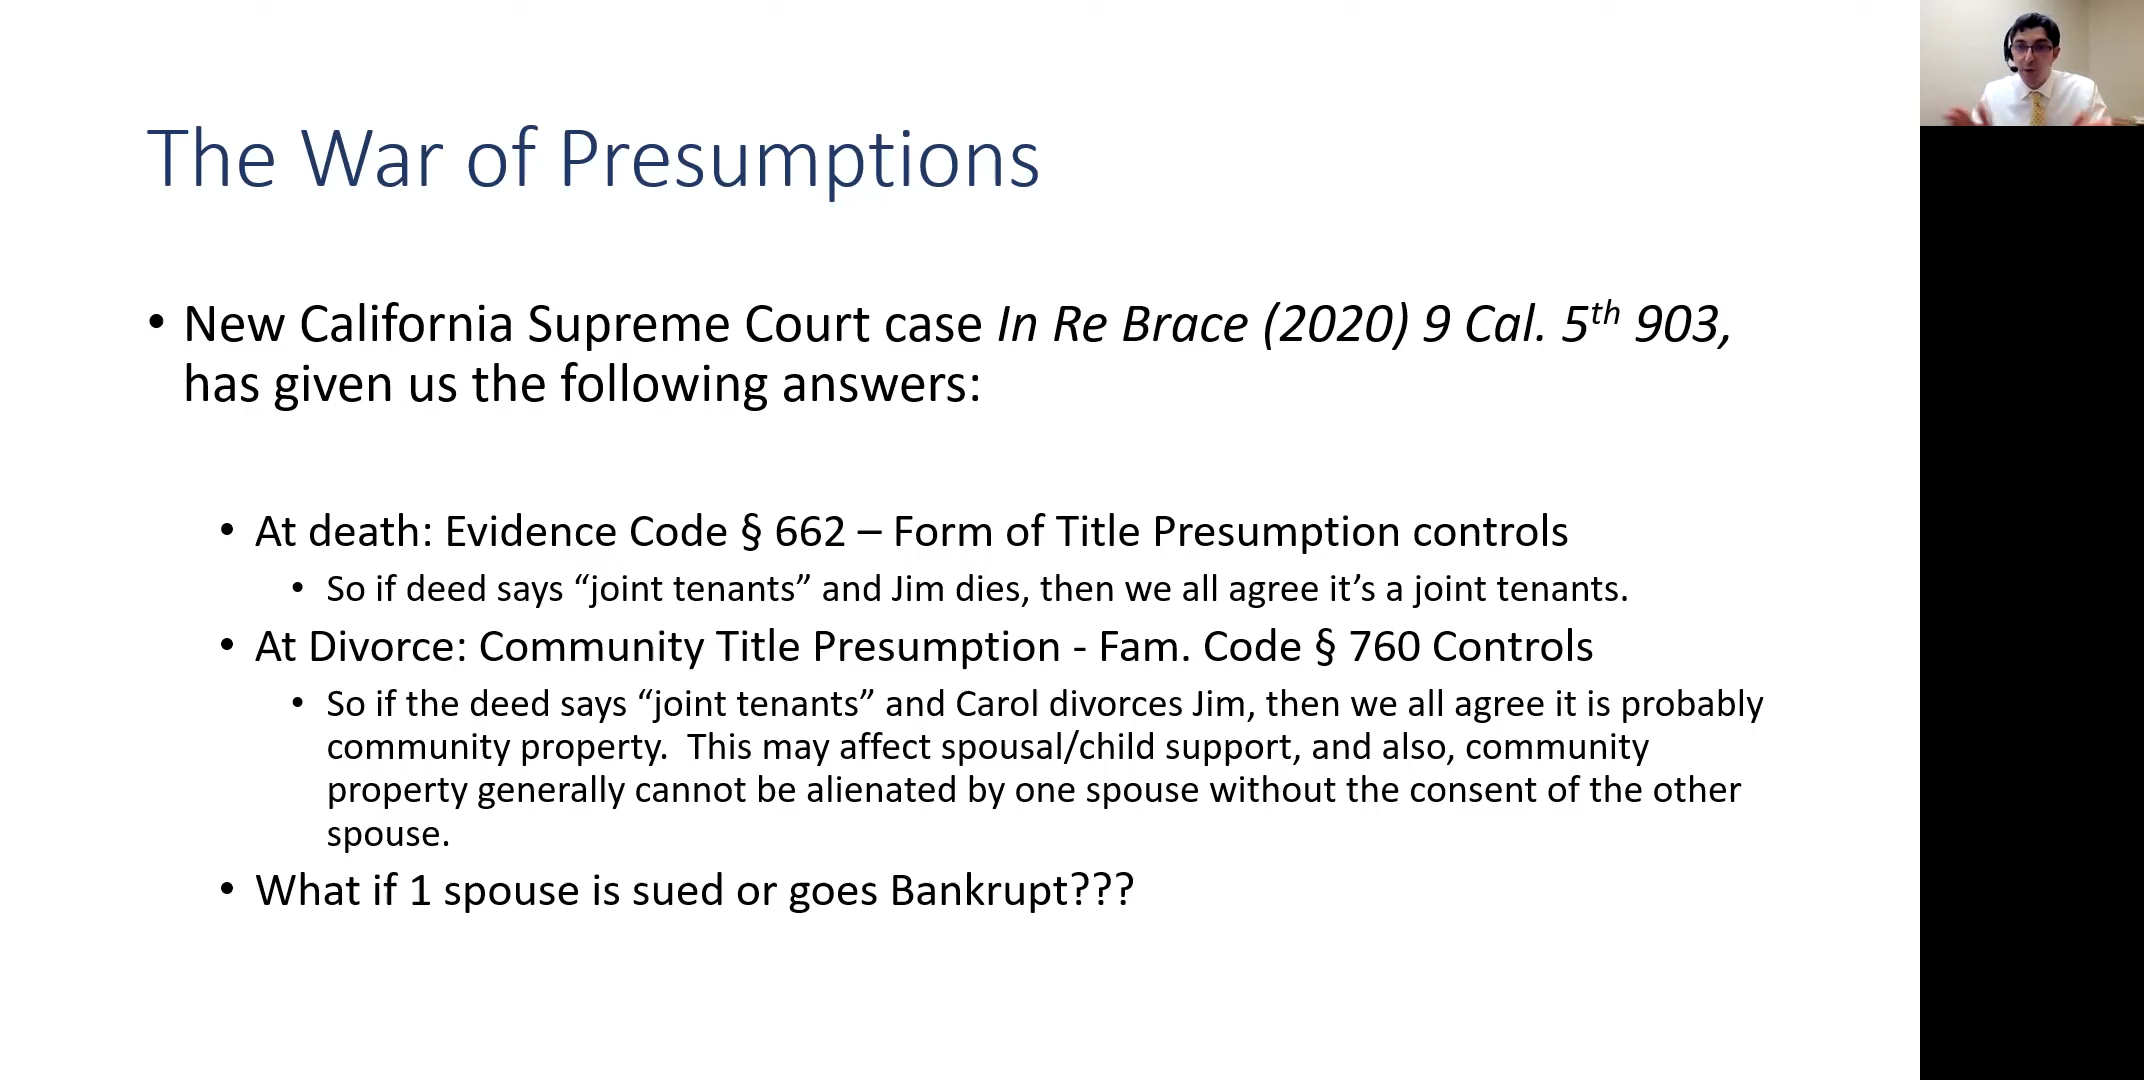 The War of Presumptions
• New California Supreme Court case In Re Brace (2020) 9 Cal. 5th 903,
has given us the following answers:
• At death: Evidence Code § 662 – Form of Title Presumption controls
• So if deed says “joint tenants” and Jim dies, then we all agree it’s a joint tenants.
• At Divorce: Community Title Presumption - Fam. Code § 760 Controls
• So if the deed says “joint tenants” and Carol divorces Jim, then we all agree it is probably
community property.  This may affect spousal/child support, and also, community
property generally cannot be alienated by one spouse without the consent of the other
spouse.
• What if 1 spouse is sued or goes Bankrupt???